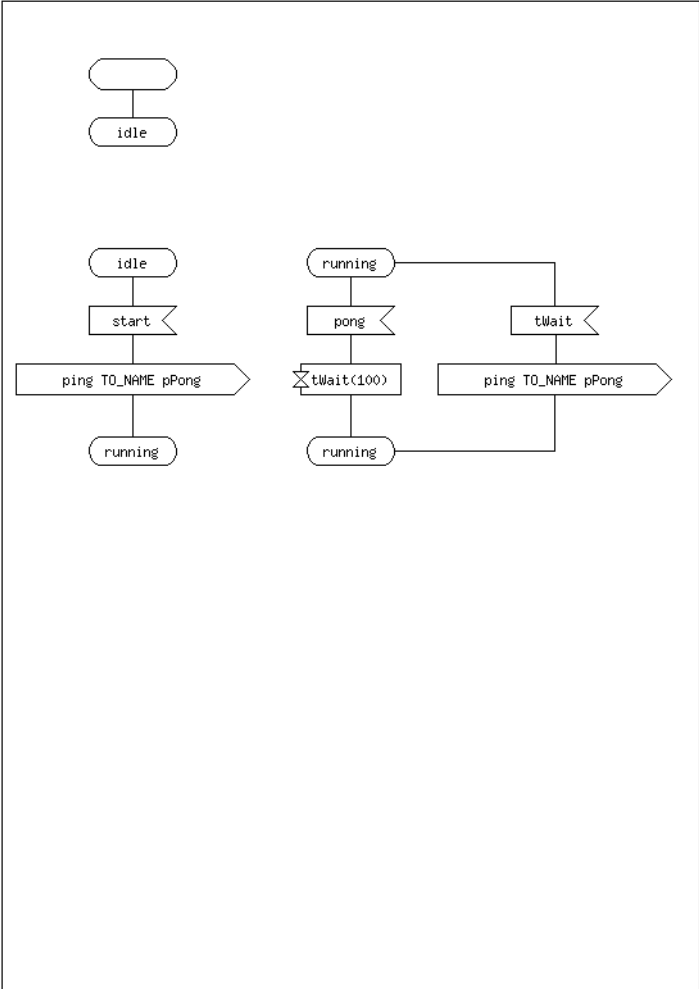 idle
idle
running
start
pong
tWait
ping TO_NAME pPong
tWait(100)
ping TO_NAME pPong
running
running